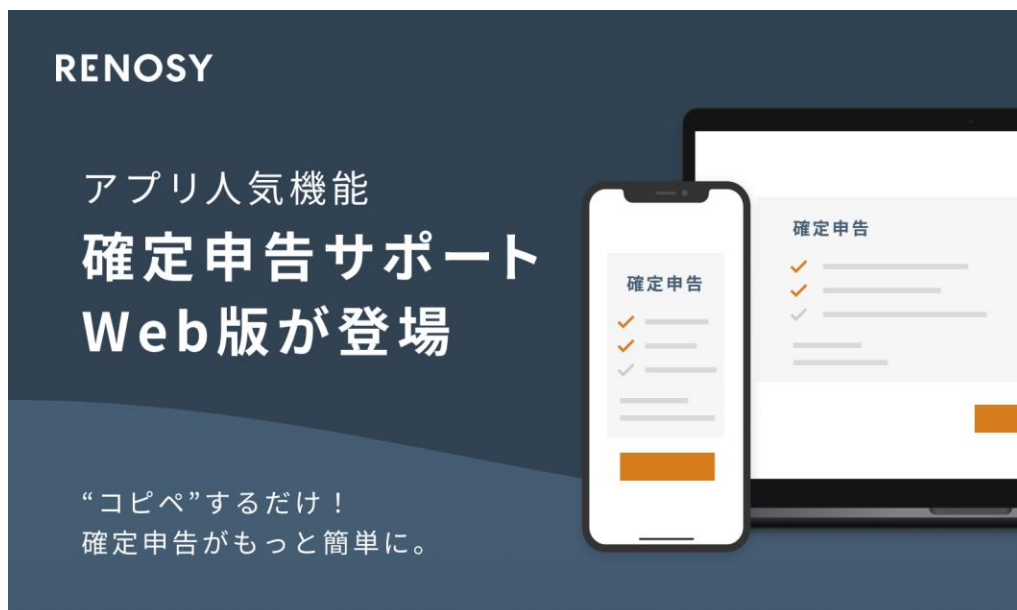 RENOSY
アプリ人気機能
確定申告サポート
Web版が登場
“コピペ”するだけ！
確定申告がもっと簡単に。
確定申告
確定申告